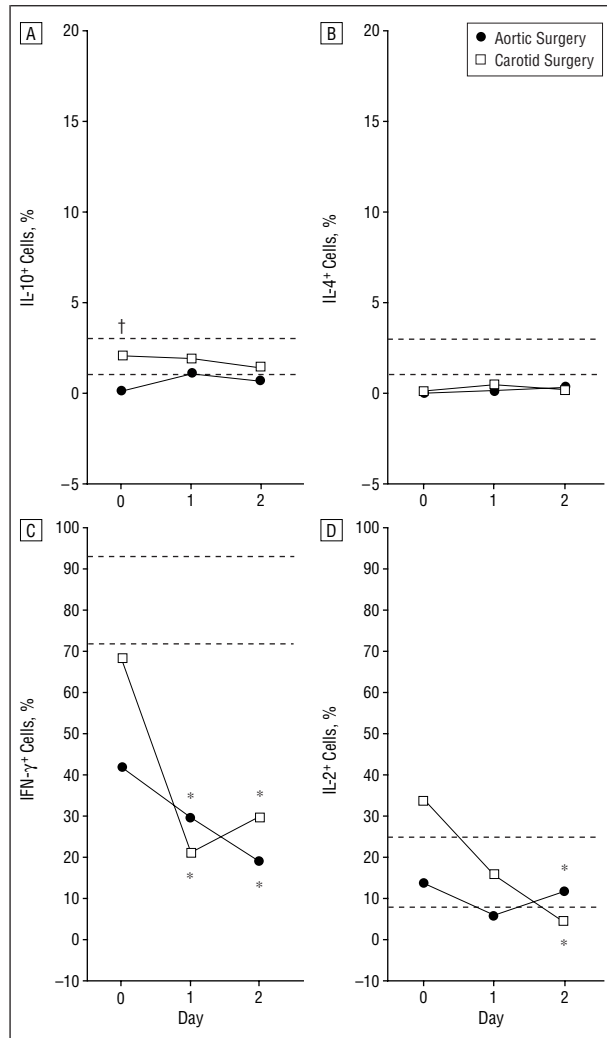 A
B
Aortic Surgery
Carotid Surgery
20
15
10
5
0
–5
IL-10+ Cells, %
†
0 1 2
20
15
10
5
0
–5
IL-4+ Cells, %
0 1 2
C
100
90
80
70
60
50
40
30
20
10
0
–10
IFN-γ+ Cells, %
*
*
*
*
0 1 2
Day
D
100
90
80
70
60
50
40
30
20
10
0
–10
IL-2+ Cells, %
*
*
0 1 2
Day